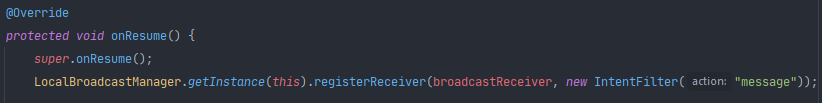 @Override
protected void onResume() {
super.onResume();
LocalBroadcastManager.getInstance(this).registerReceiver(broadcastReceiver, new IntentFilter( action: "message"));